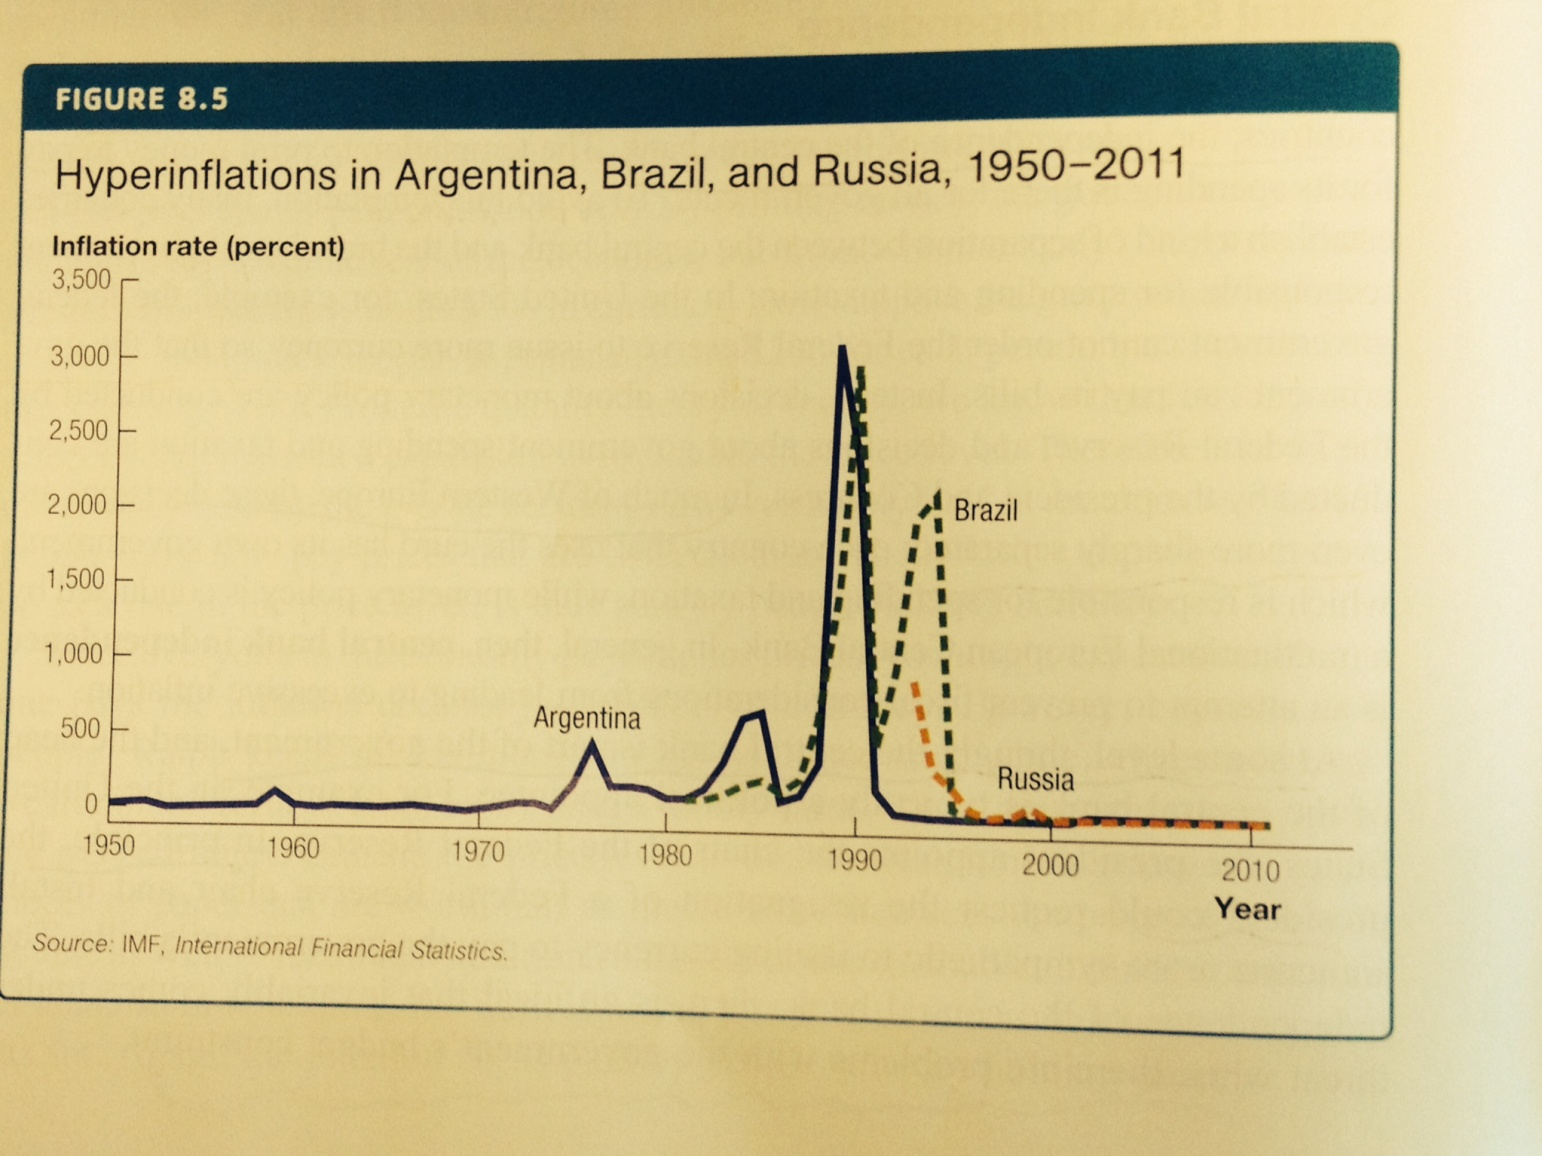 FIGURE 8.5
Hyperinflations in Argentina, Brazil, and Russia, 1950–2011
Inflation rate (percent)
3,500
3,000
2,500
2,000
Brazil
1,500
1,000
Argentina
500
Russia
0
1950 1960 1970 1980 1990 2000 2010
Year
Source: IMF, International Financial Statistics.